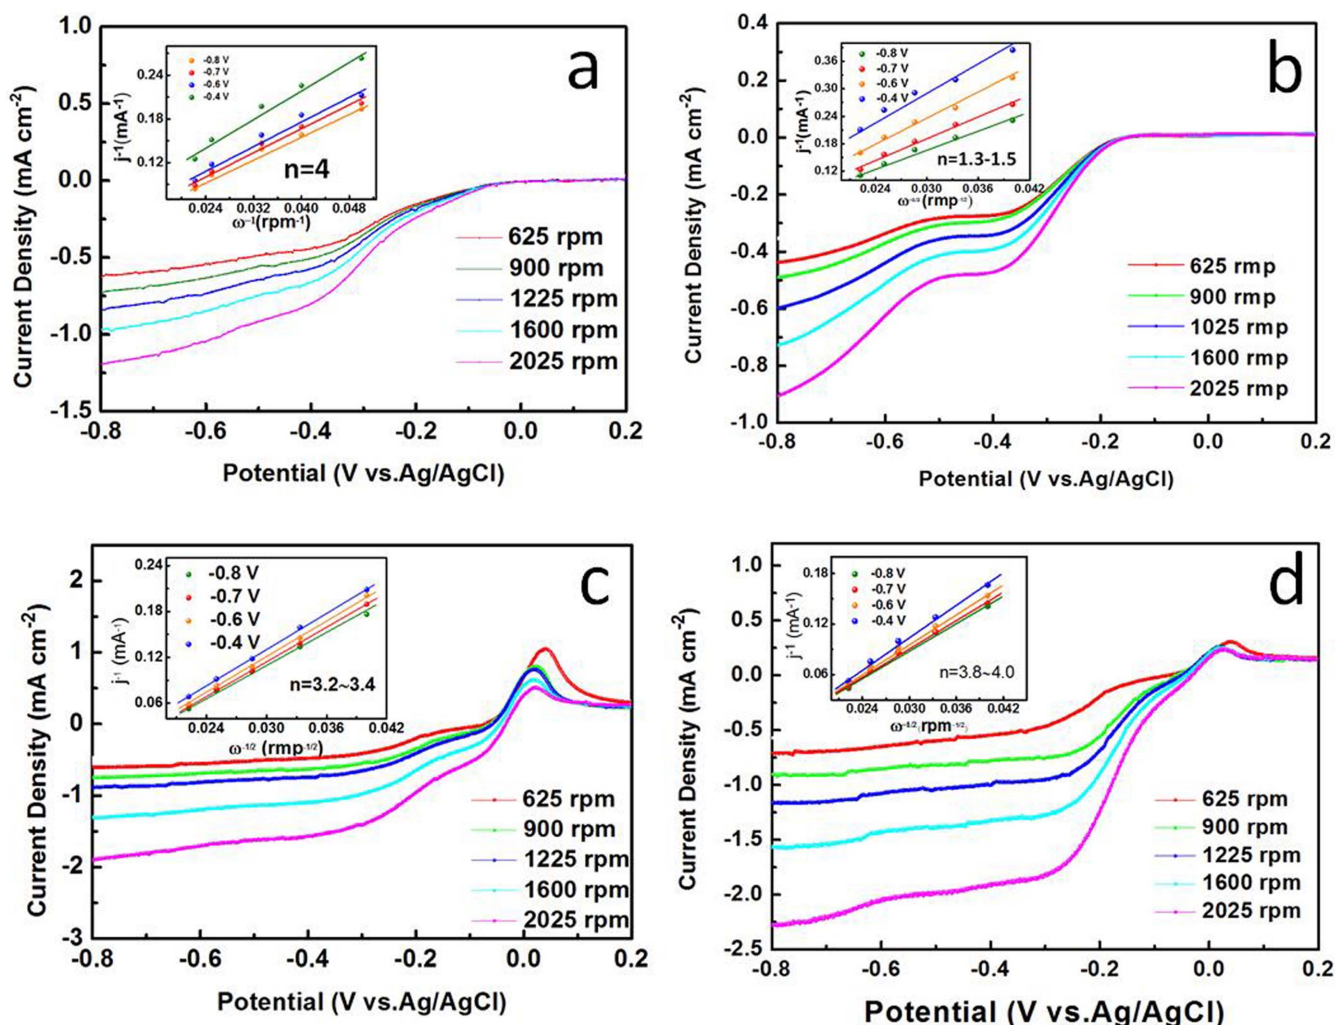 a
1.0
0.5
0.0
-0.5
-1.0
-1.5
Current Density (mA cm-2)
-0.8 -0.6 -0.4 -0.2 0.0 0.2
Potential (V vs.Ag/AgCl)
0.24
0.18
0.12
j-1(mA-1)
-0.8 V
-0.7 V
-0.6 V
-0.4 V
n=4
0.024 0.032 0.040 0.048
ω-1(rpm-1)
625 rpm
900 rpm
1225 rpm
1600 rpm
2025 rpm
b
0.4
0.2
0.0
-0.2
-0.4
-0.6
-0.8
-1.0
Current Density (mA cm-2)
-0.8 -0.6 -0.4 -0.2 0.0 0.2
Potential (V vs.Ag/AgCl)
0.36
0.30
0.24
0.18
0.12
j-1(mA-1)
-0.8 V
-0.7 V
-0.6 V
-0.4 V
n=1.3-1.5
0.024 0.030 0.036 0.042
ω-1/2 (rmp-1/2)
625 rmp
900 rmp
1025 rmp
1600 rmp
2025 rmp
c
2
1
0
-1
-2
-3
Current Density (mA cm-2)
-0.8 -0.6 -0.4 -0.2 0.0 0.2
Potential (V vs.Ag/AgCl)
0.24
0.18
0.12
0.06
j-1 (mA-1)
-0.8 V
-0.7 V
-0.6 V
-0.4 V
n=3.2~3.4
0.024 0.030 0.036 0.042
ω-1/2 (rmp-1/2)
625 rpm
900 rpm
1225 rpm
1600 rpm
2025 rpm
d
1.0
0.5
0.0
-0.5
-1.0
-1.5
-2.0
-2.5
Current Density (mA cm-2)
-0.8 -0.6 -0.4 -0.2 0.0 0.2
Potential (V vs.Ag/AgCl)
0.18
0.12
0.06
j-1 (mA-1)
-0.8 V
-0.7 V
-0.6 V
-0.4 V
n=3.8~4.0
0.024 0.030 0.036 0.042
ω-1/2(rpm-1/2)
625 rpm
900 rpm
1225 rpm
1600 rpm
2025 rpm